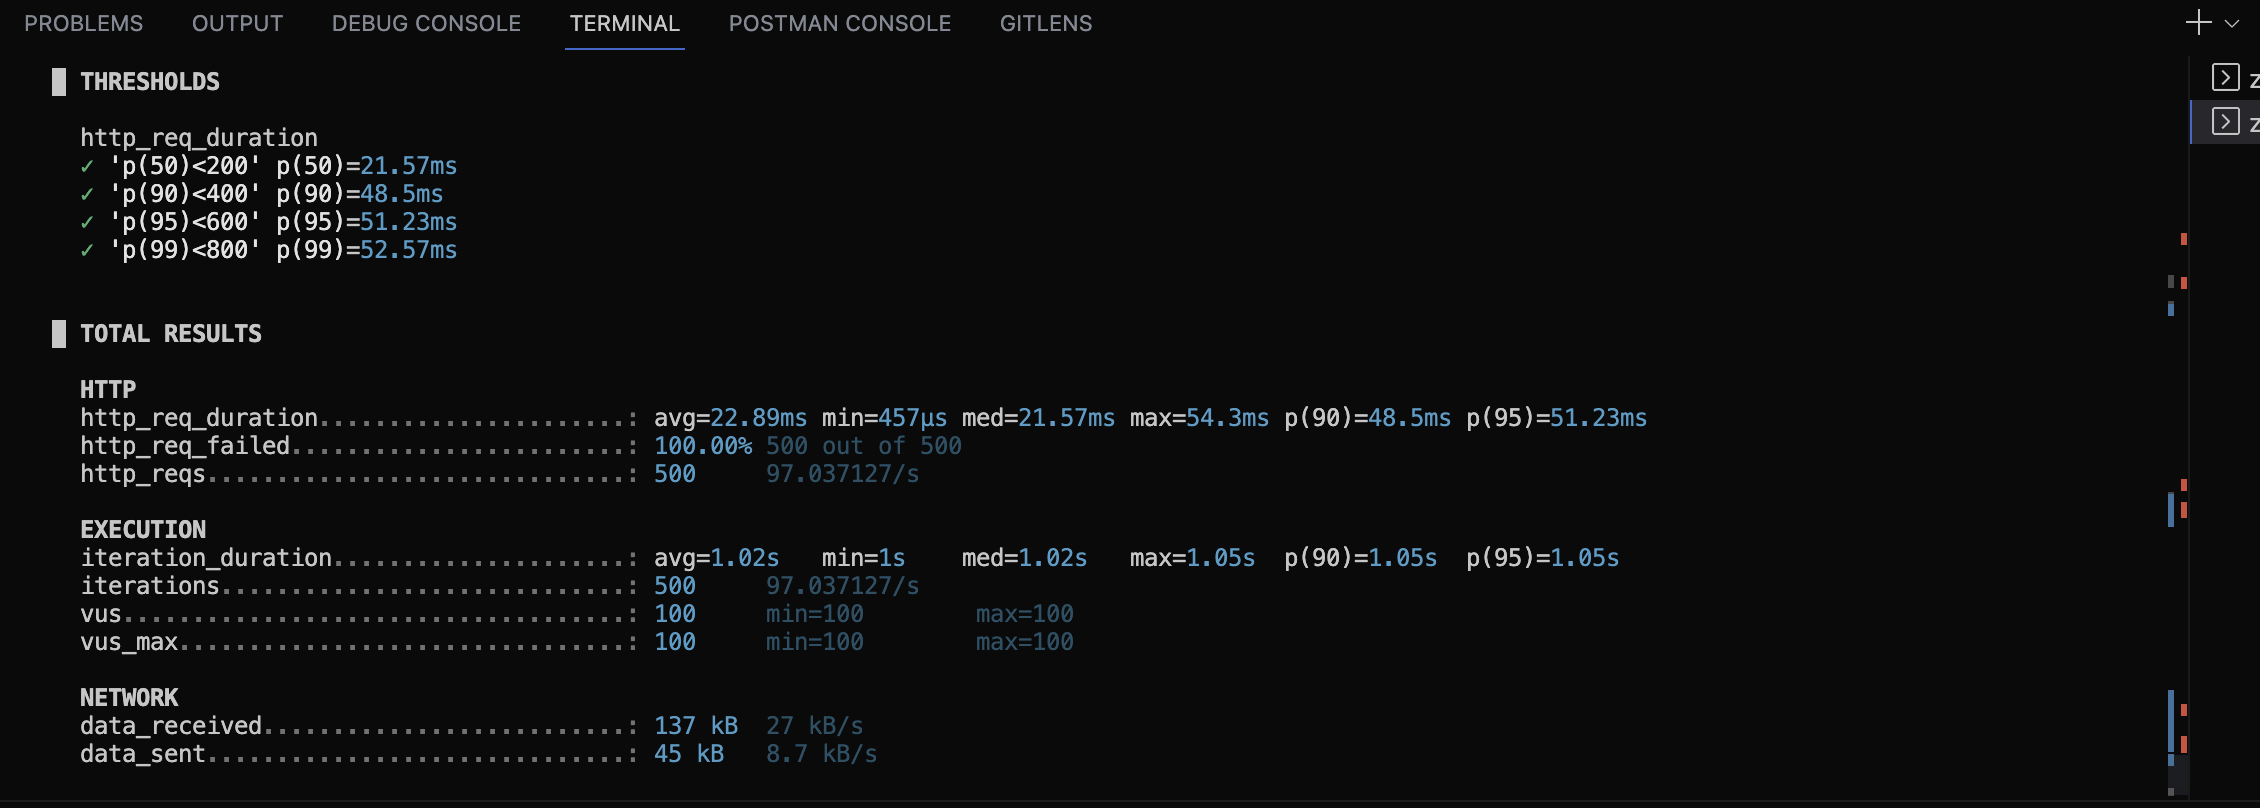 PROBLEMS OUTPUT DEBUG CONSOLE TERMINAL POSTMAN CONSOLE GITLENS
THRESHOLDS
http_req_duration
✓ 'p(50)<200' p(50)=21.57ms
✓ 'p(90)<400' p(90)=48.5ms
✓ 'p(95)<600' p(95)=51.23ms
✓ 'p(99)<800' p(99)=52.57ms
TOTAL RESULTS
HTTP
http_req_duration......................: avg=22.89ms min=457µs med=21.57ms max=54.3ms p(90)=48.5ms p(95)=51.23ms
http_req_failed........................: 100.00% 500 out of 500
http_reqs..............................: 500 97.037127/s
EXECUTION
iteration_duration.....................: avg=1.02s min=1s med=1.02s max=1.05s p(90)=1.05s p(95)=1.05s
iterations.............................: 500 97.037127/s
vus....................................: 100 min=100 max=100
vus_max................................: 100 min=100 max=100
NETWORK
data_received..........................: 137 kB 27 kB/s
data_sent..............................: 45 kB 8.7 kB/s